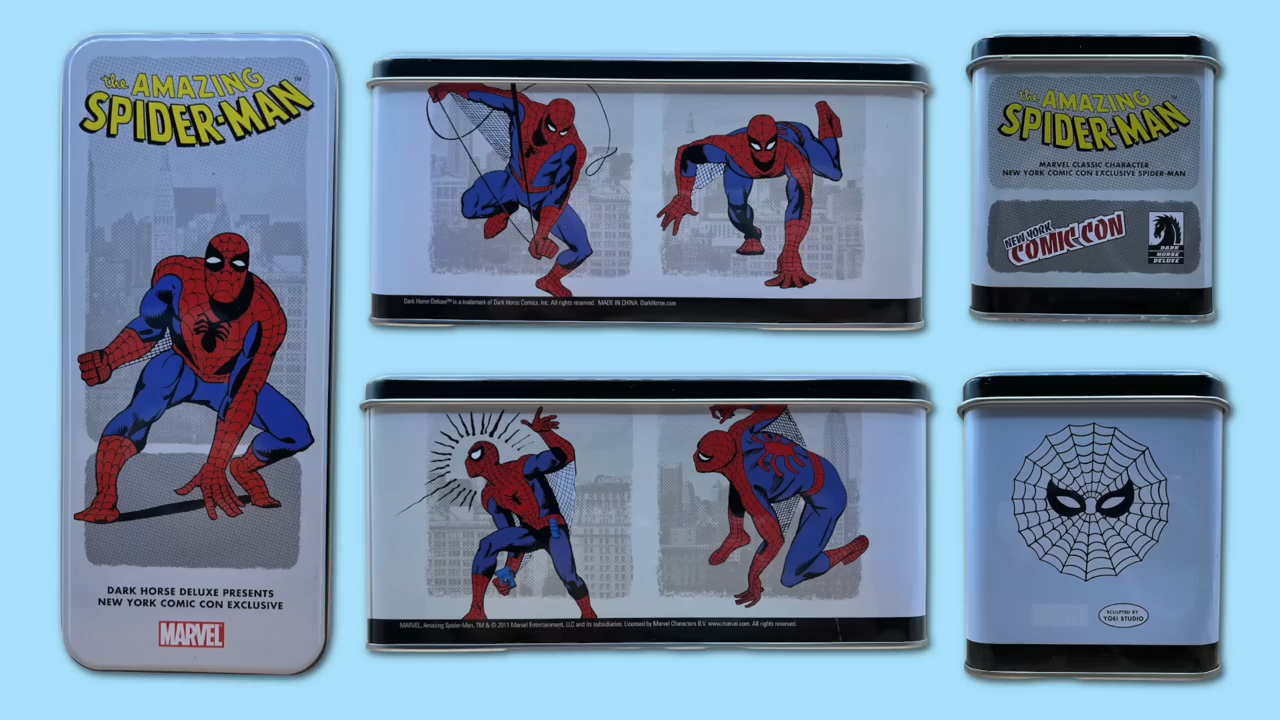 the AMAZING
SPIDER-MAN™
DARK HORSE DELUXE PRESENTS
NEW YORK COMIC CON EXCLUSIVE
MARVEL
Dark Horse Deluxe™ is a trademark of Dark Horse Comics, Inc. All rights reserved. MADE IN CHINA. DarkHorse.com
the AMAZING
SPIDER-MAN
MARVEL CLASSIC CHARACTER
NEW YORK COMIC CON EXCLUSIVE SPIDER-MAN
NEW YORK
COMIC CON
DARK
HORSE
DELUXE
MARVEL, Amazing Spider-Man, TM & © 2011 Marvel Entertainment, LLC and its subsidiaries. Licensed by Marvel Characters B.V. www.marvel.com. All rights reserved.
SCULPTED BY
YOE! STUDIO